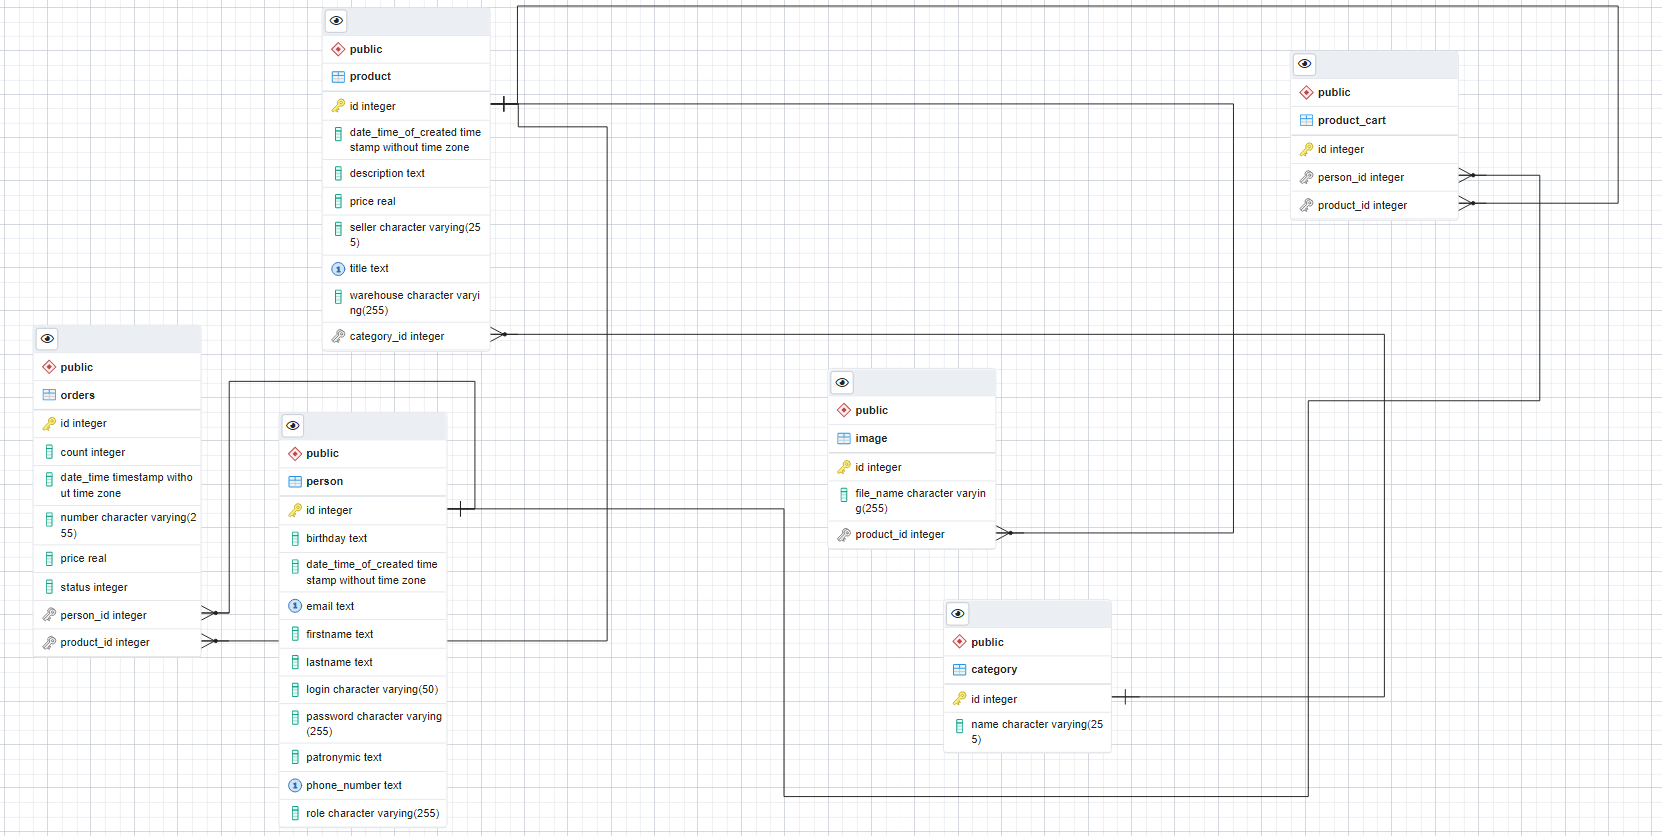 public
product
id integer
date_time_of_created time
stamp without time zone
description text
price real
seller character varying(25
5)
title text
warehouse character varyi
ng(255)
category_id integer
public
product_cart
id integer
person_id integer
product_id integer
public
orders
id integer
count integer
date_time timestamp witho
ut time zone
number character varying(2
55)
price real
status integer
person_id integer
product_id integer
public
person
id integer
birthday text
date_time_of_created time
stamp without time zone
email text
firstname text
lastname text
login character varying(50)
password character varying
(255)
patronymic text
phone_number text
role character varying(255)
public
image
id integer
file_name character varyin
g(255)
product_id integer
public
category
id integer
name character varying(25
5)